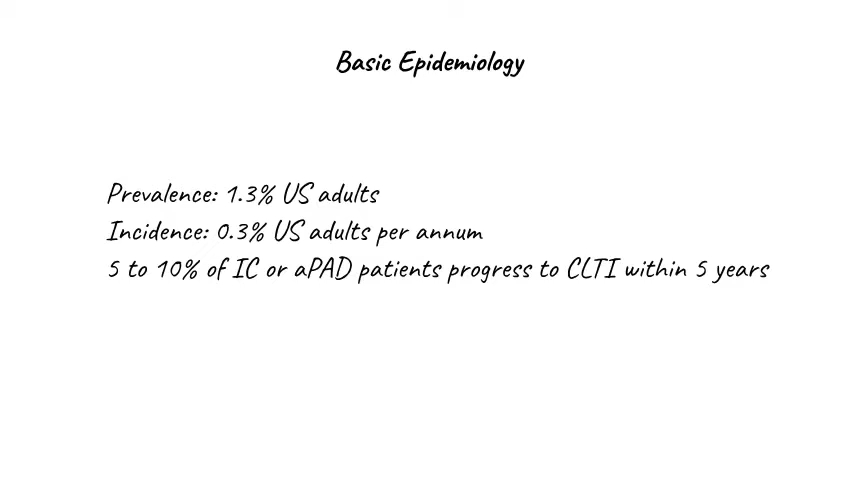 Basic Epidemiology
Prevalence: 1.3% US adults
Incidence: 0.3% US adults per annum
5 to 10% of IC or aPAD patients progress to CLTI within 5 years